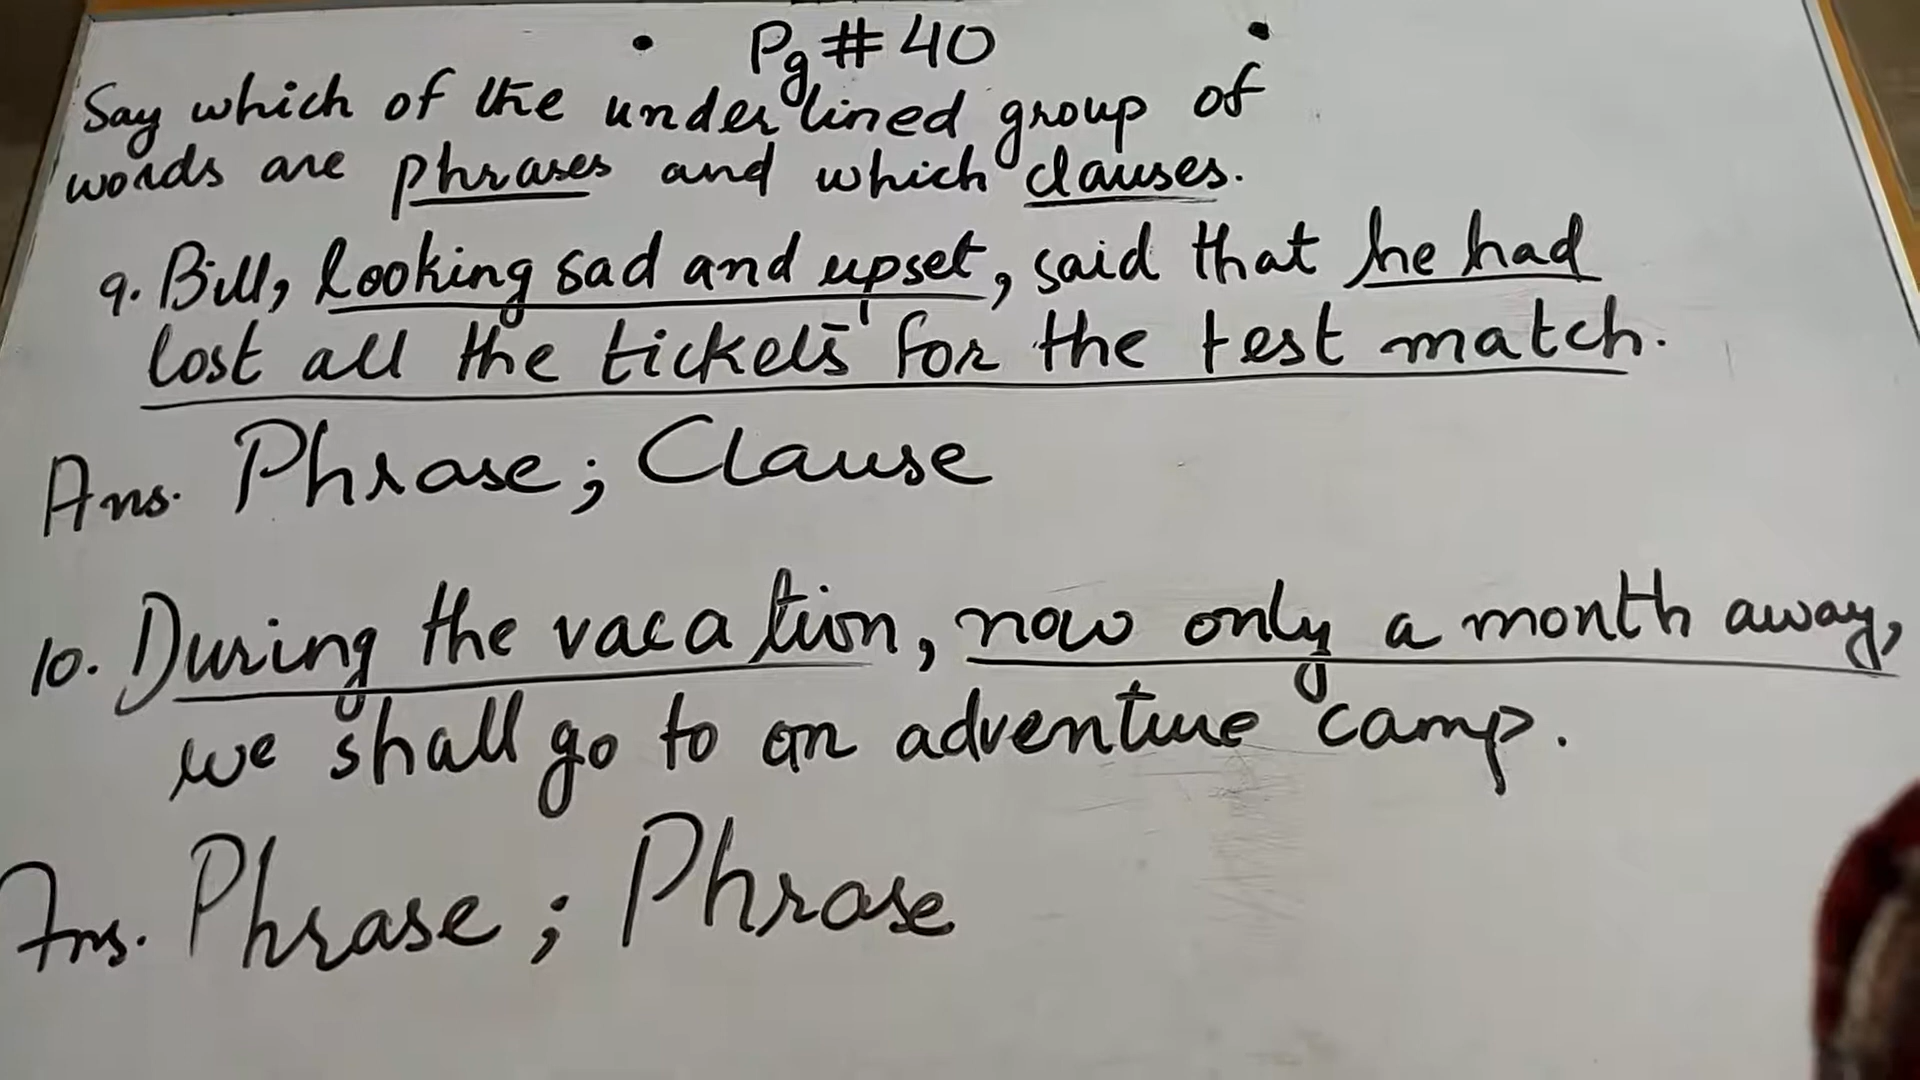 Pg # 40
Say which of the underlined group of
words are phrases and which clauses.
9. Bill, looking sad and upset, said that he had
lost all the tickets for the test match.
Ans. Phrase; Clause
10. During the vacation, now only a month away,
we shall go to an adventure camp.
Ans. Phrase; Phrase